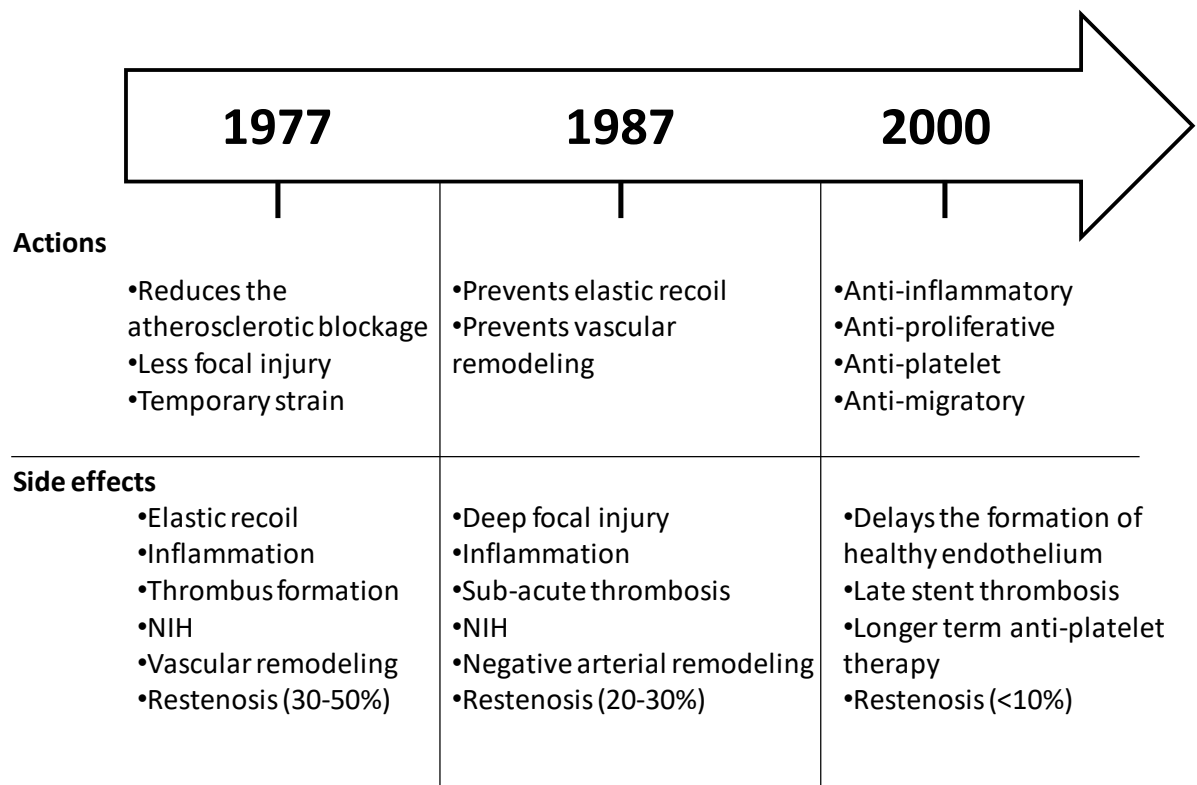 1977
1987
2000
Actions
•Reduces the
atherosclerotic blockage
•Less focal injury
•Temporary strain
•Prevents elastic recoil
•Prevents vascular
remodeling
•Anti-inflammatory
•Anti-proliferative
•Anti-platelet
•Anti-migratory
Side effects
•Elastic recoil
•Inflammation
•Thrombus formation
•NIH
•Vascular remodeling
•Restenosis (30-50%)
•Deep focal injury
•Inflammation
•Sub-acute thrombosis
•NIH
•Negative arterial remodeling
•Restenosis (20-30%)
•Delays the formation of
healthy endothelium
•Late stent thrombosis
•Longer term anti-platelet
therapy
•Restenosis (<10%)